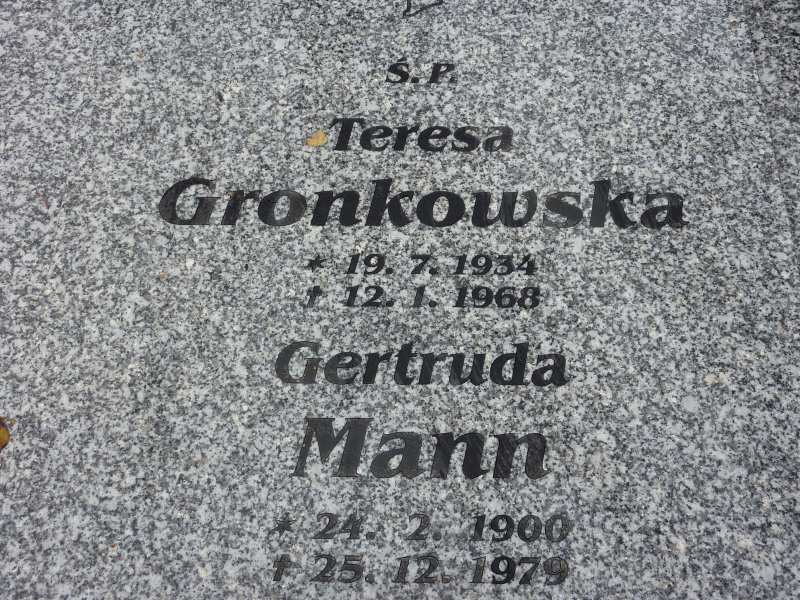 Ś. P.
Teresa
Gronkowska
* 19. 7. 1934
† 12. 1. 1968
Gertruda
Mann
* 24. 2. 1900
† 25. 12. 1979